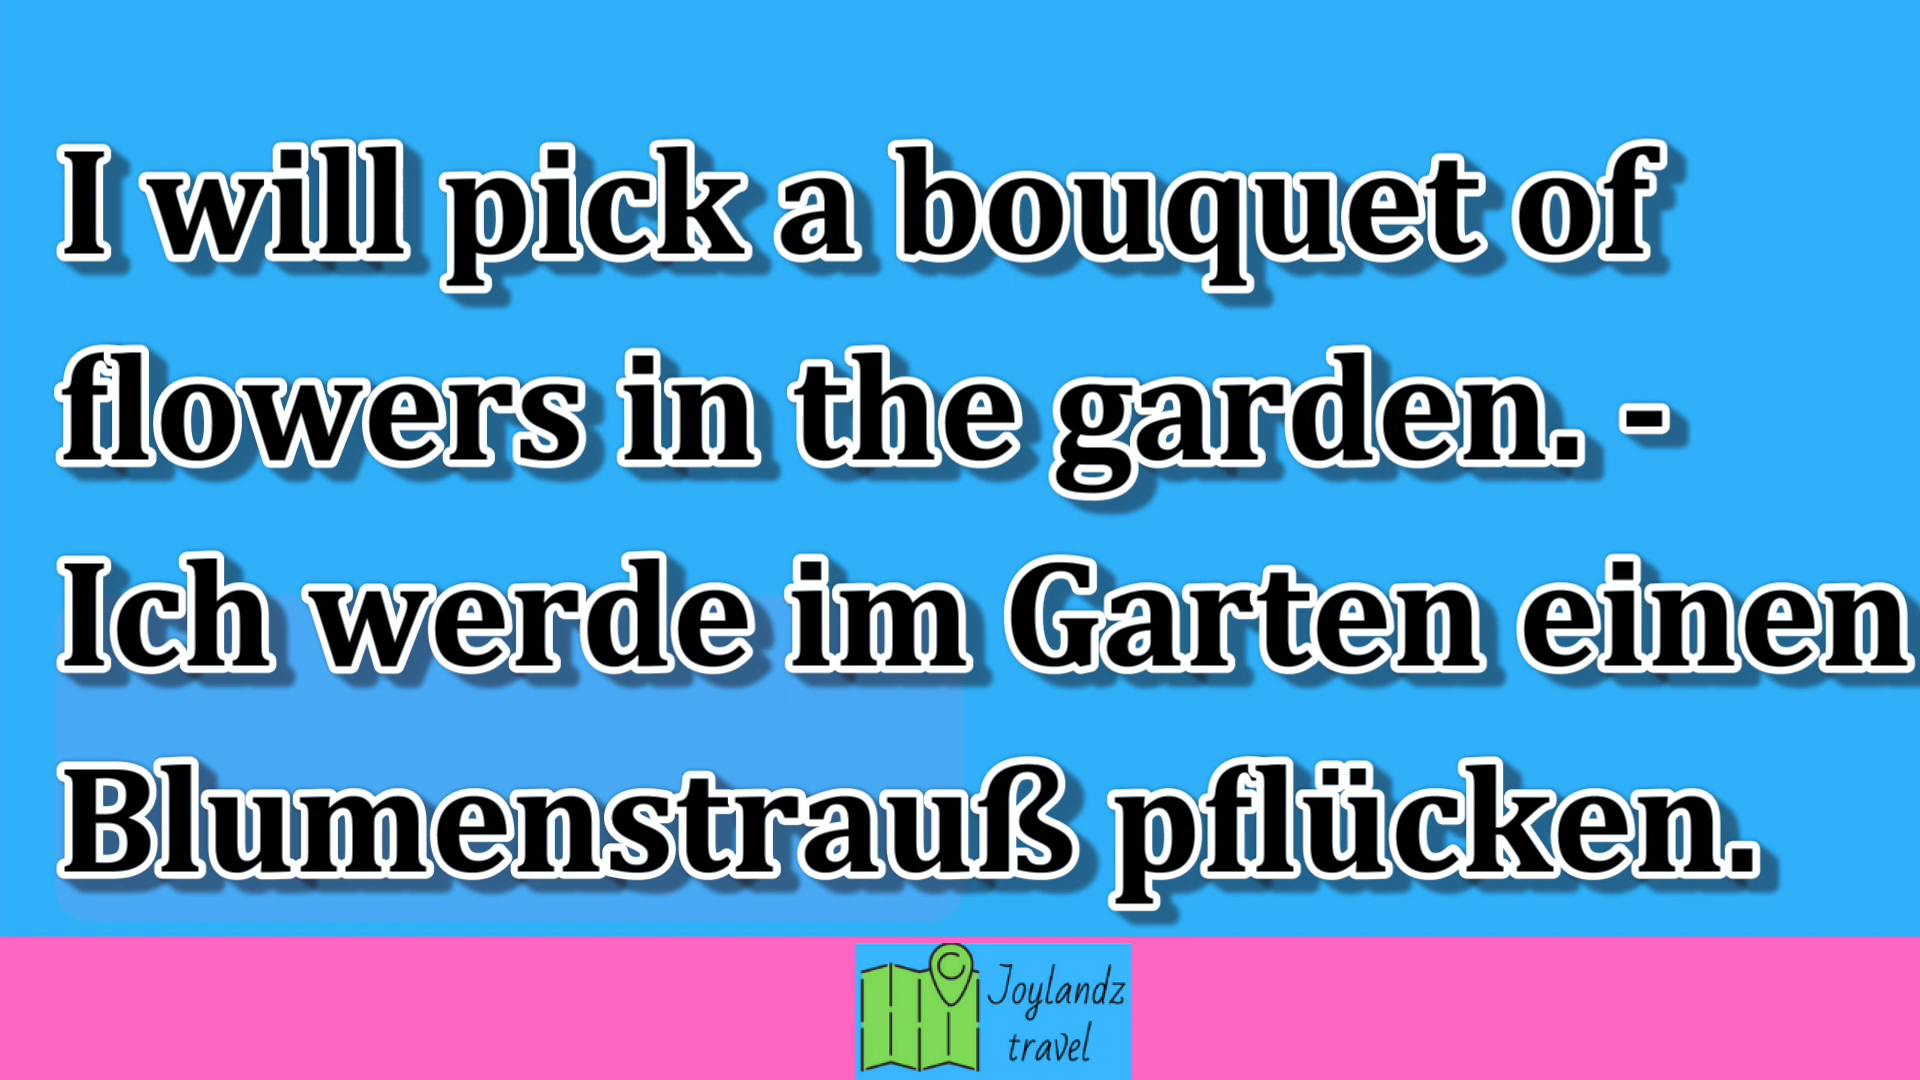 I will pick a bouquet of
flowers in the garden. -
Ich werde im Garten einen
Blumenstrauß pflücken.
Joylandz
travel